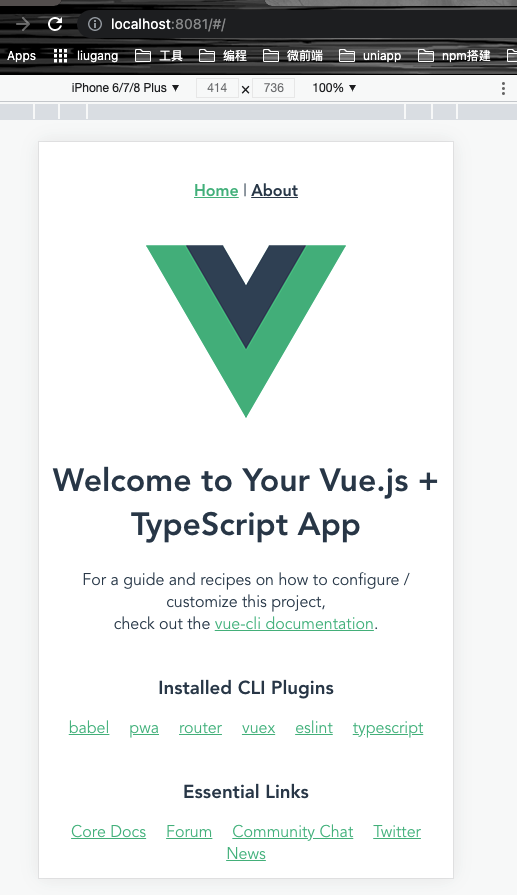 localhost:8081/#/
Apps liugang 工具 编程 微前端 uniapp npm搭建
iPhone 6/7/8 Plus ▼ 414 × 736 100% ▼
Home | About
Welcome to Your Vue.js +
TypeScript App
For a guide and recipes on how to configure /
customize this project,
check out the vue-cli documentation.
Installed CLI Plugins
babel pwa router vuex eslint typescript
Essential Links
Core Docs Forum Community Chat Twitter
News